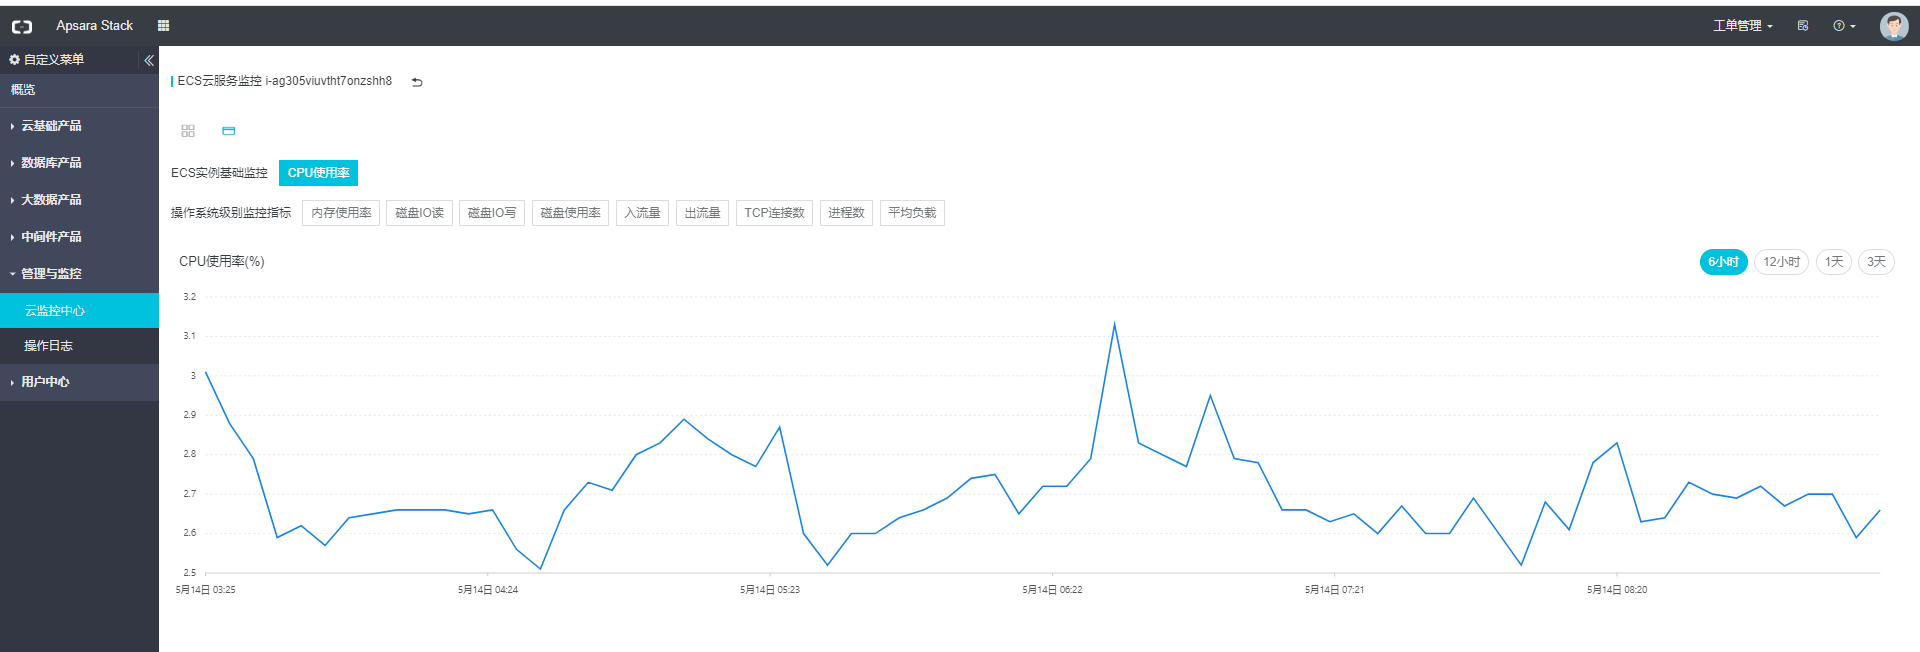 Apsara Stack
工单管理
自定义菜单
概览
云基础产品
数据库产品
大数据产品
中间件产品
管理与监控
云监控中心
操作日志
用户中心
ECS云服务监控 i-ag305viuvtht7onzshh8
ECS实例基础监控 CPU使用率
操作系统级别监控指标 内存使用率 磁盘IO读 磁盘IO写 磁盘使用率 入流量 出流量 TCP连接数 进程数 平均负载
CPU使用率(%)
6小时 12小时 1天 3天
3.2
3.1
3
2.9
2.8
2.7
2.6
2.5
5月14日 03:25 5月14日 04:24 5月14日 05:23 5月14日 06:22 5月14日 07:21 5月14日 08:20